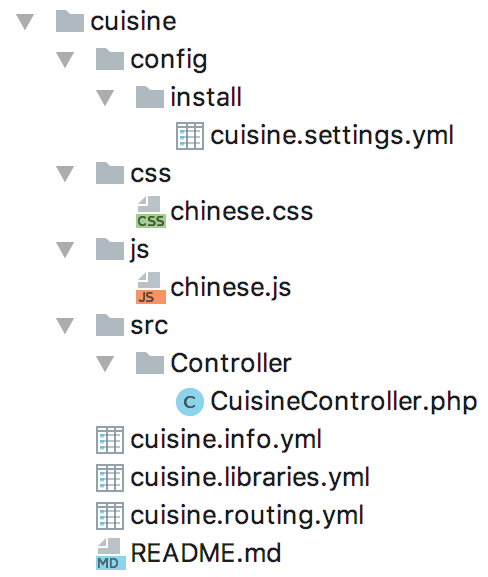 cuisine
config
install
cuisine.settings.yml
css
CSS chinese.css
js
JS chinese.js
src
Controller
C CuisineController.php
cuisine.info.yml
cuisine.libraries.yml
cuisine.routing.yml
MD README.md